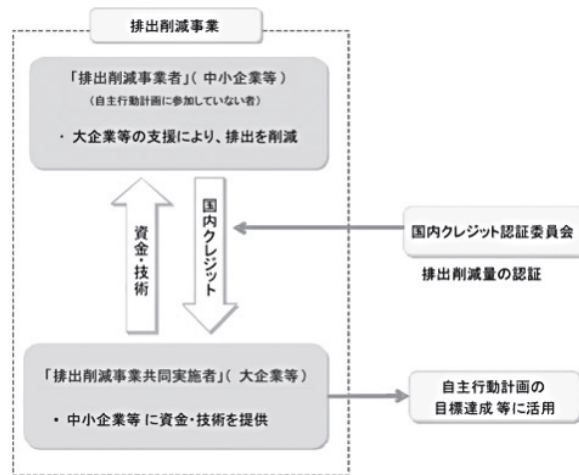 排出削減事業
「排出削減事業者」（中小企業等）
（自主行動計画に参加していない者）
・ 大企業等の支援により、排出を削減
資金・技術
国内クレジット
国内クレジット認証委員会
排出削減量の認証
「排出削減事業共同実施者」（ 大企業等）
・ 中小企業等 に資金・技術を提供
自主行動計画の
目標達成 等に活用